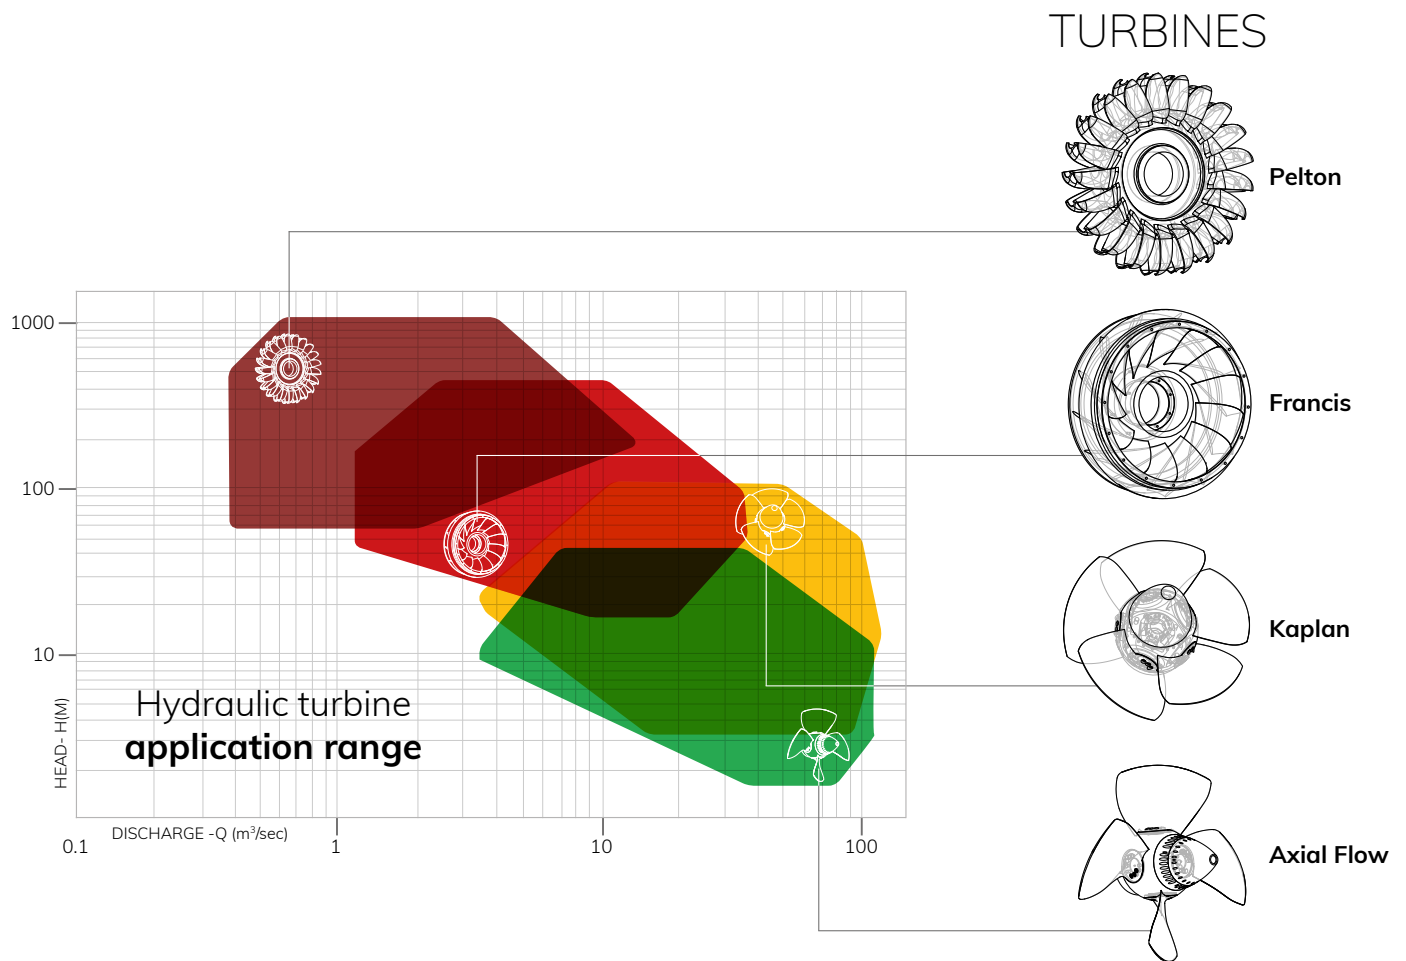 TURBINES
Pelton
1000
Francis
100
Kaplan
10
Hydraulic turbine
application range
HEAD- H(M)
DISCHARGE -Q (m³/sec)
0.1
1
10
100
Axial Flow